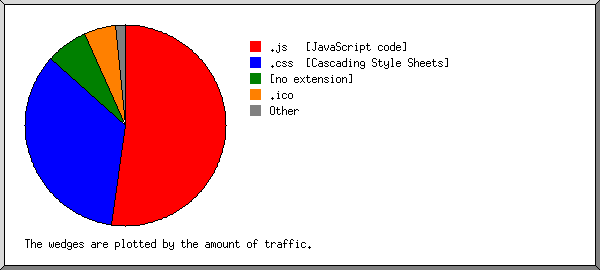 .js [JavaScript code]
.css [Cascading Style Sheets]
[no extension]
.ico
Other
The wedges are plotted by the amount of traffic.